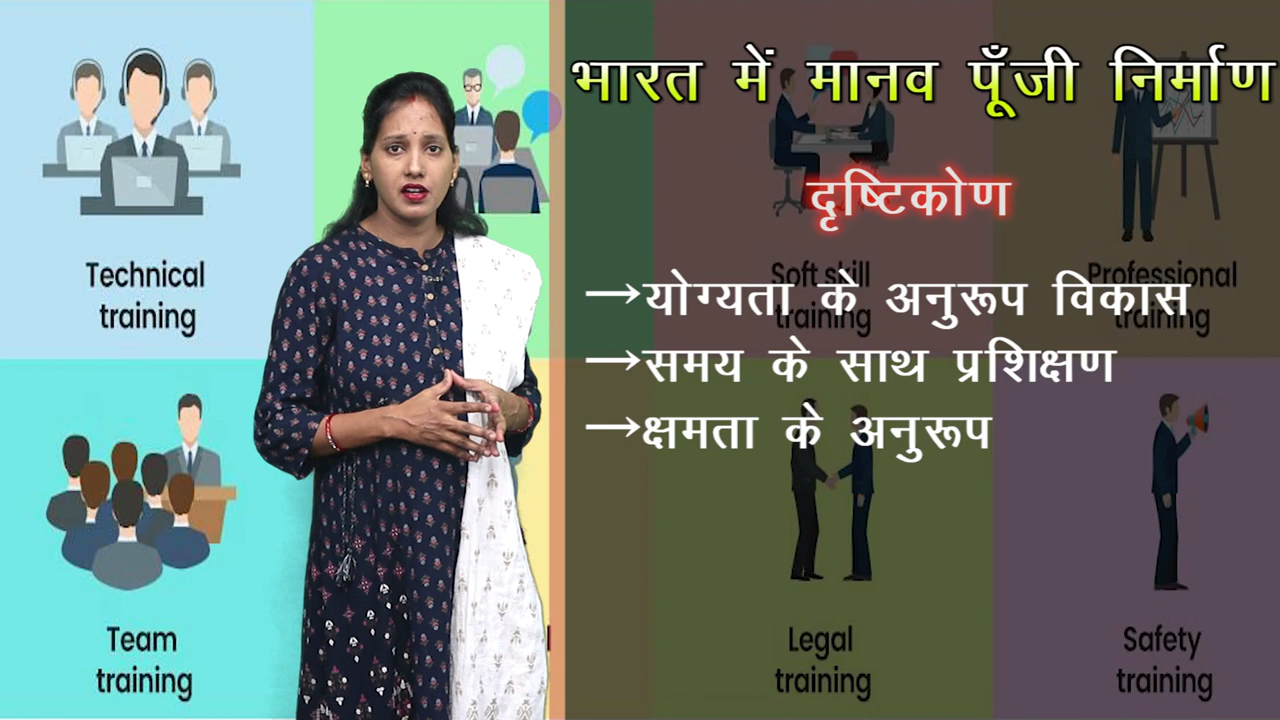 भारत में मानव पूँजी निर्माण
दृष्टिकोण
→योग्यता के अनुरूप विकास
→समय के साथ प्रशिक्षण
→क्षमता के अनुरूप
Technical
training
Soft skill
training
Professional
training
Team
training
Legal
training
Safety
training